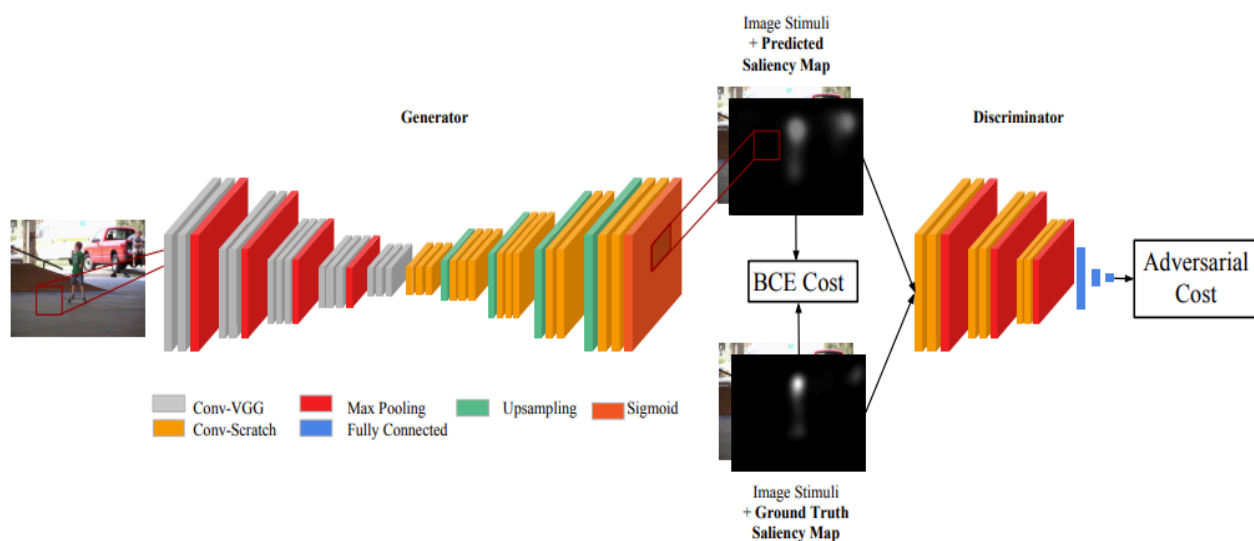 Image Stimuli
+ Predicted
Saliency Map
Generator
Discriminator
BCE Cost
Adversarial
Cost
Conv-VGG
Max Pooling
Upsampling
Sigmoid
Conv-Scratch
Fully Connected
Image Stimuli
+ Ground Truth
Saliency Map